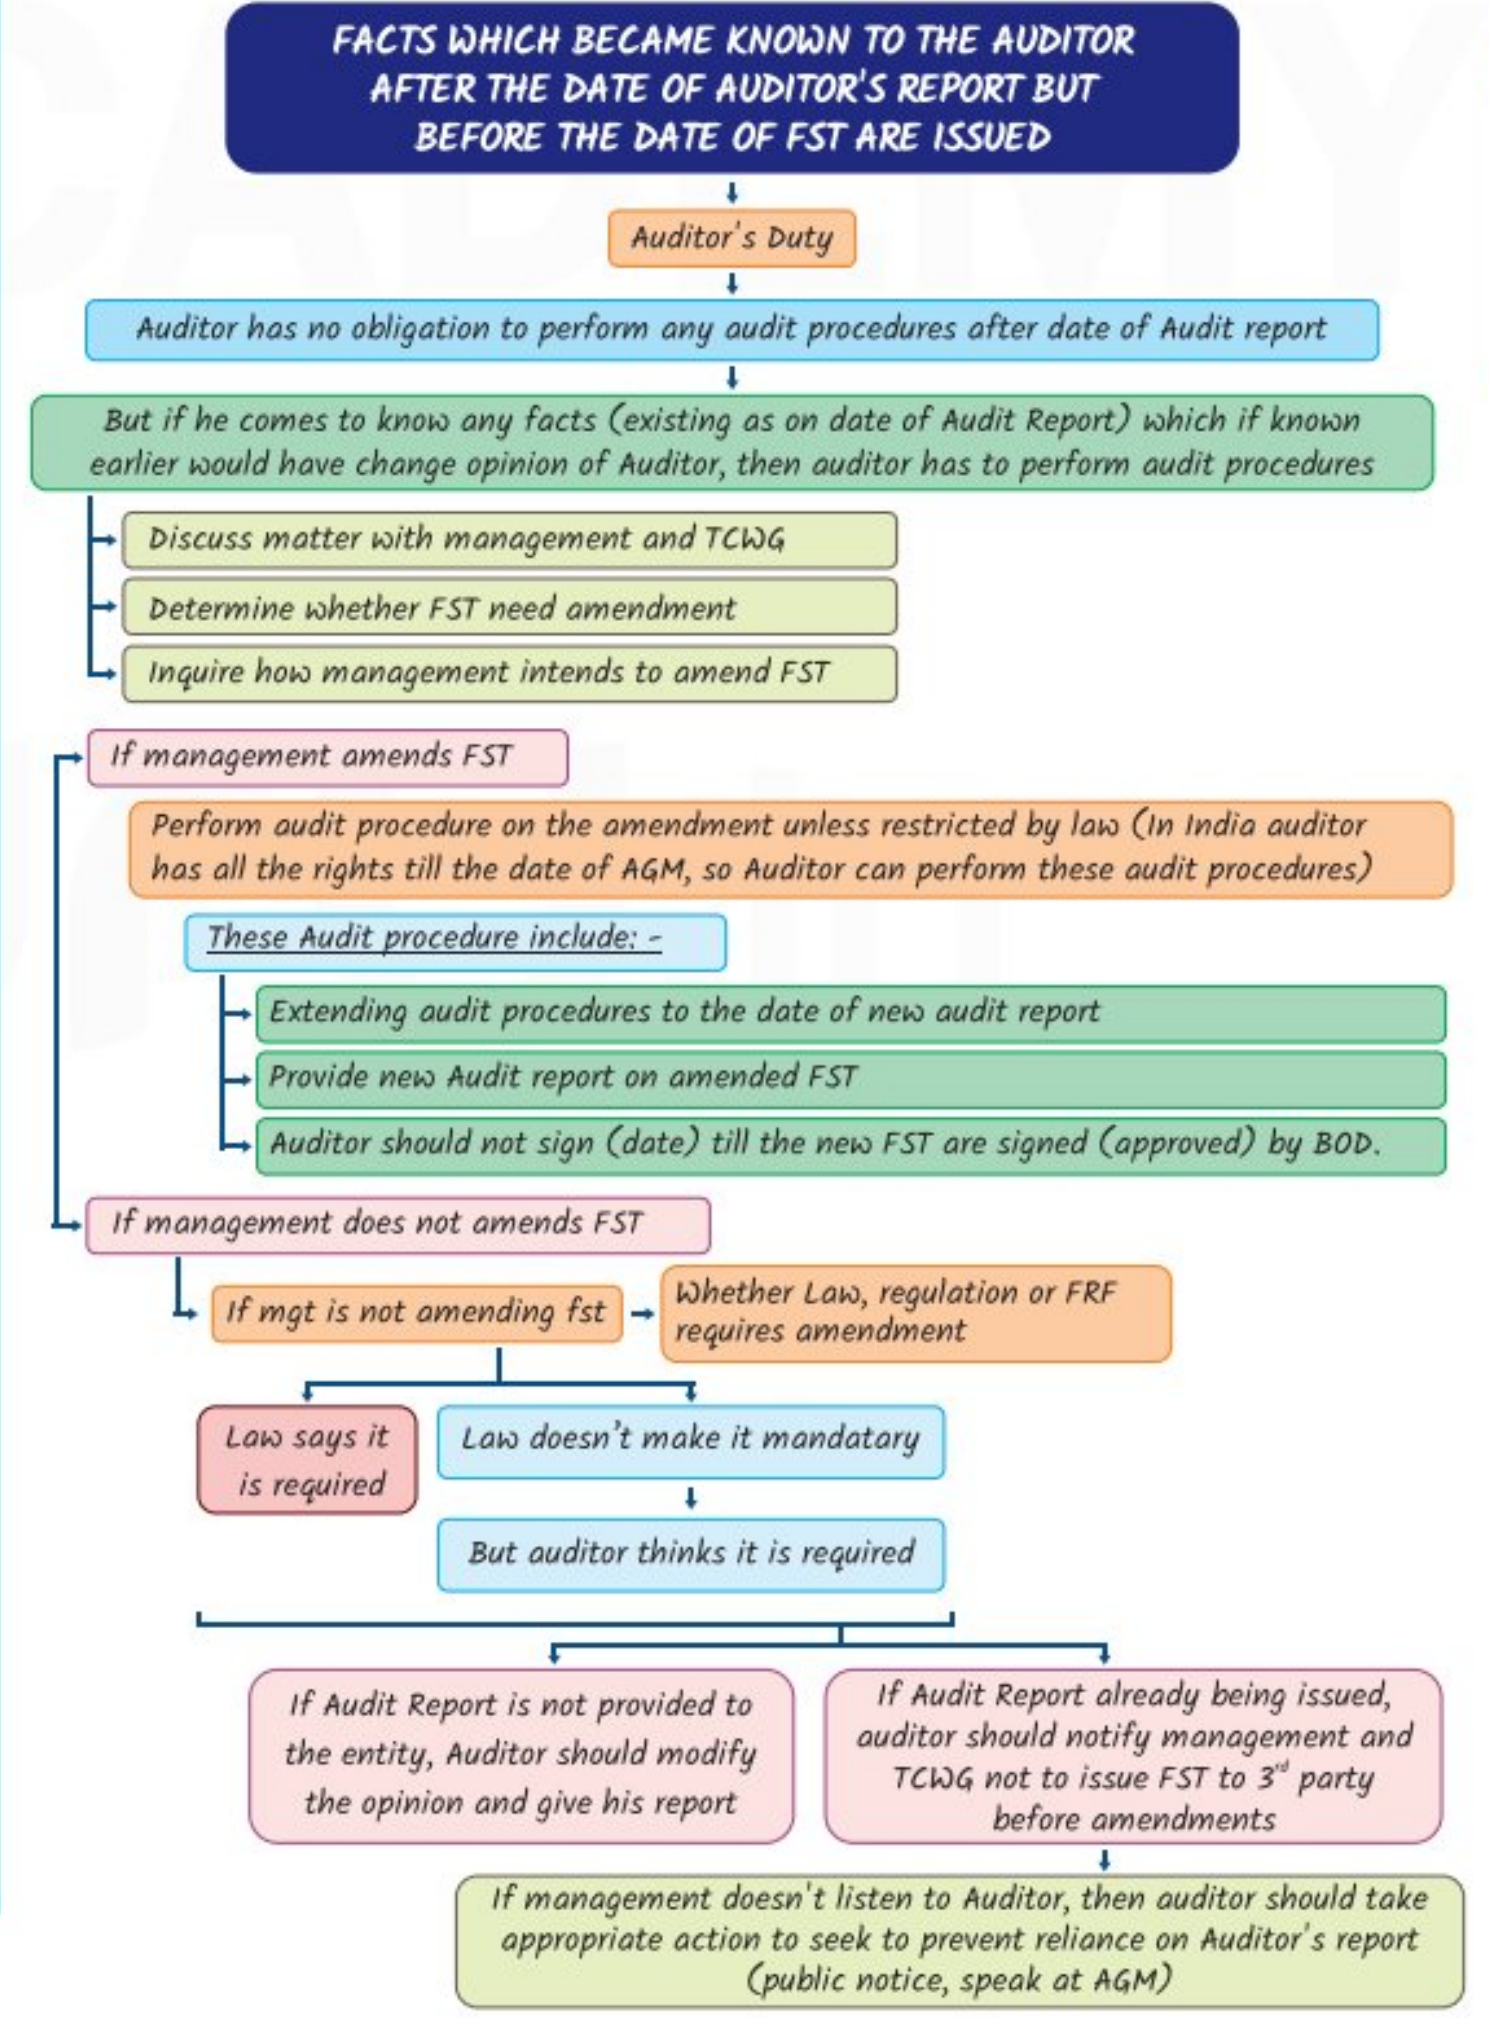 FACTS WHICH BECAME KNOWN TO THE AUDITOR
AFTER THE DATE OF AUDITOR'S REPORT BUT
BEFORE THE DATE OF FST ARE ISSUED
Auditor's Duty
Auditor has no obligation to perform any audit procedures after date of Audit report
But if he comes to know any facts (existing as on date of Audit Report) which if known
earlier would have change opinion of Auditor, then auditor has to perform audit procedures
Discuss matter with management and TCWG
Determine whether FST need amendment
Inquire how management intends to amend FST
If management amends FST
Perform audit procedure on the amendment unless restricted by law (In India auditor
has all the rights till the date of AGM, so Auditor can perform these audit procedures)
These Audit procedure include: -
Extending audit procedures to the date of new audit report
Provide new Audit report on amended FST
Auditor should not sign (date) till the new FST are signed (approved) by BOD.
If management does not amends FST
If mgt is not amending fst
Whether Law, regulation or FRF
requires amendment
Law says it
is required
Law doesn't make it mandatary
But auditor thinks it is required
If Audit Report is not provided to
the entity, Auditor should modify
the opinion and give his report
If Audit Report already being issued,
auditor should notify management and
TCWG not to issue FST to 3rd party
before amendments
If management doesn't listen to Auditor, then auditor should take
appropriate action to seek to prevent reliance on Auditor's report
(public notice, speak at AGM)